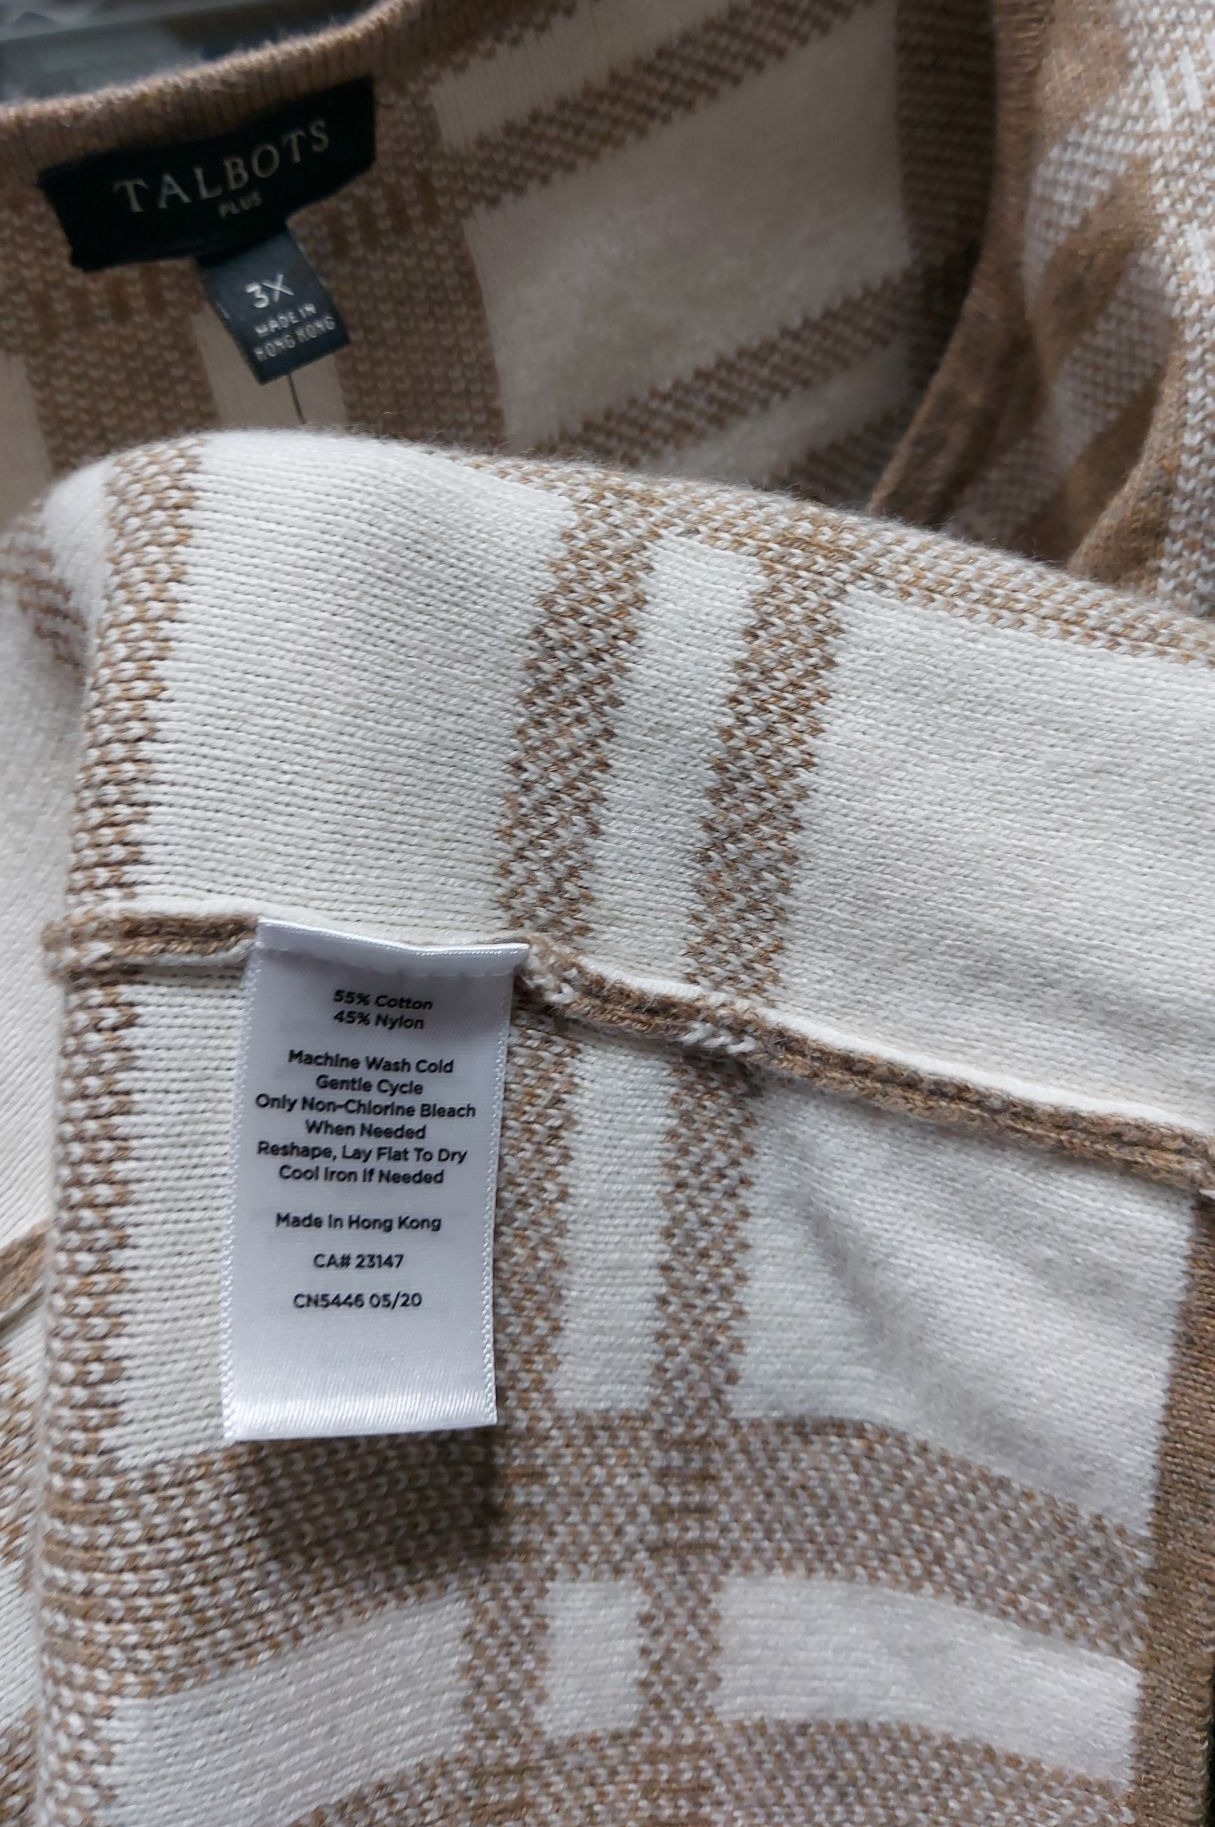 TALBOTS
PLUS
3X
MADE IN
HONG KONG
55% Cotton
45% Nylon
Machine Wash Cold
Gentle Cycle
Only Non-Chlorine Bleach
When Needed
Reshape, Lay Flat To Dry
Cool Iron If Needed
Made In Hong Kong
CA# 23147
CN5446 05/20